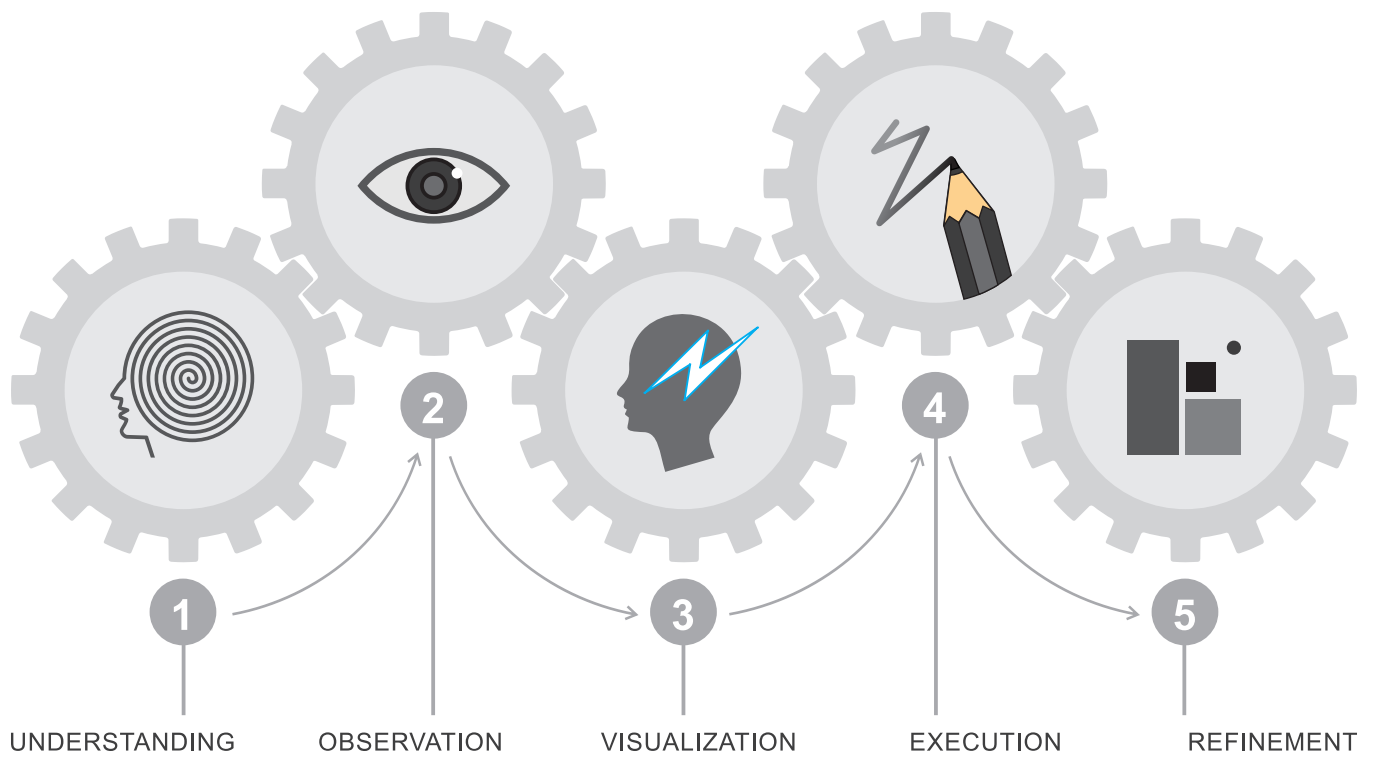 2
4
1
3
5
UNDERSTANDING
OBSERVATION
VISUALIZATION
EXECUTION
REFINEMENT